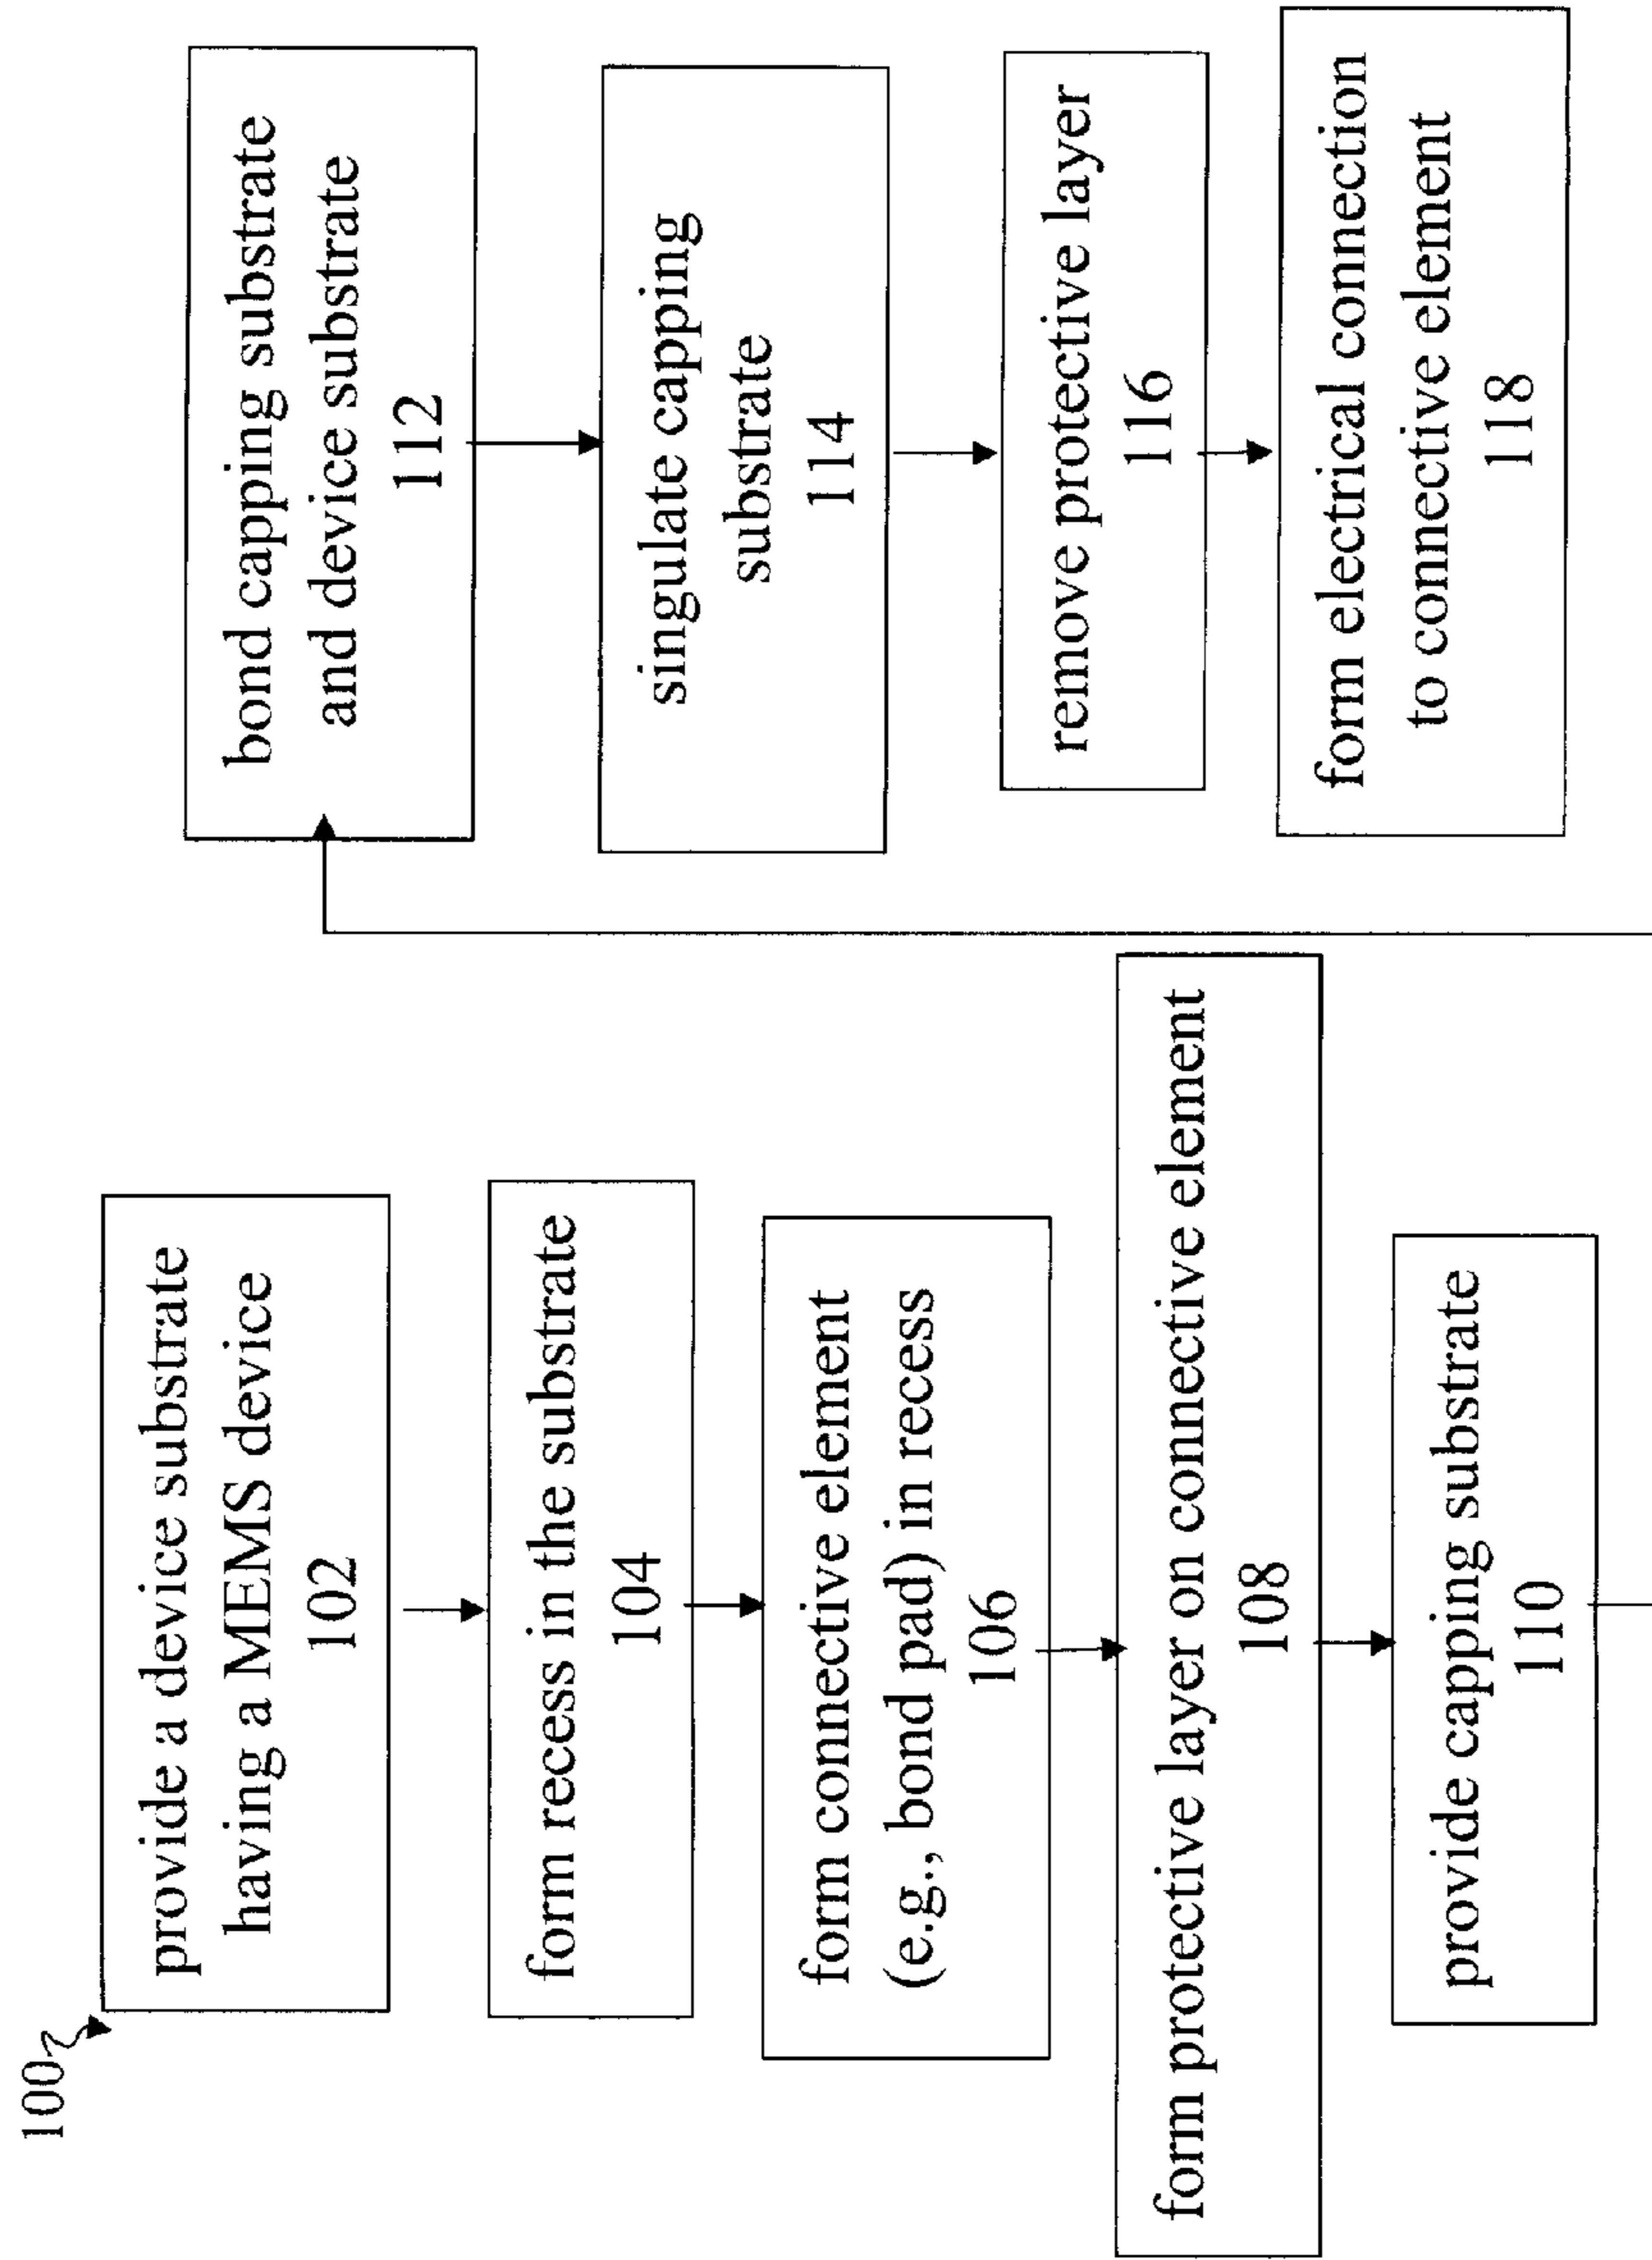 100
provide a device substrate
having a MEMS device
102
form recess in the substrate
104
form connective element
(e.g., bond pad) in recess
106
form protective layer on connective element
108
provide capping substrate
110
bond capping substrate
and device substrate
112
singulate capping
substrate
114
remove protective layer
116
form electrical connection
to connective element
118